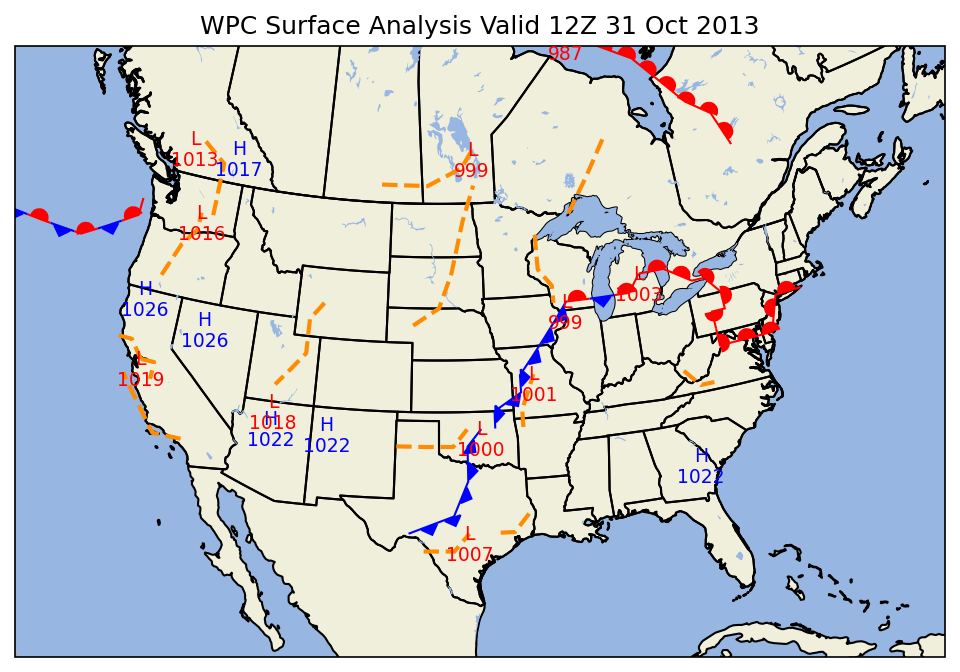 WPC Surface Analysis Valid 12Z 31 Oct 2013
987
L
1013
H
1017
L
999
L
1016
H
1026
H
1026
L
1003
L
999
L
1019
L
1001
L
1018
H
1022
H
1022
L
1000
H
1022
L
1007